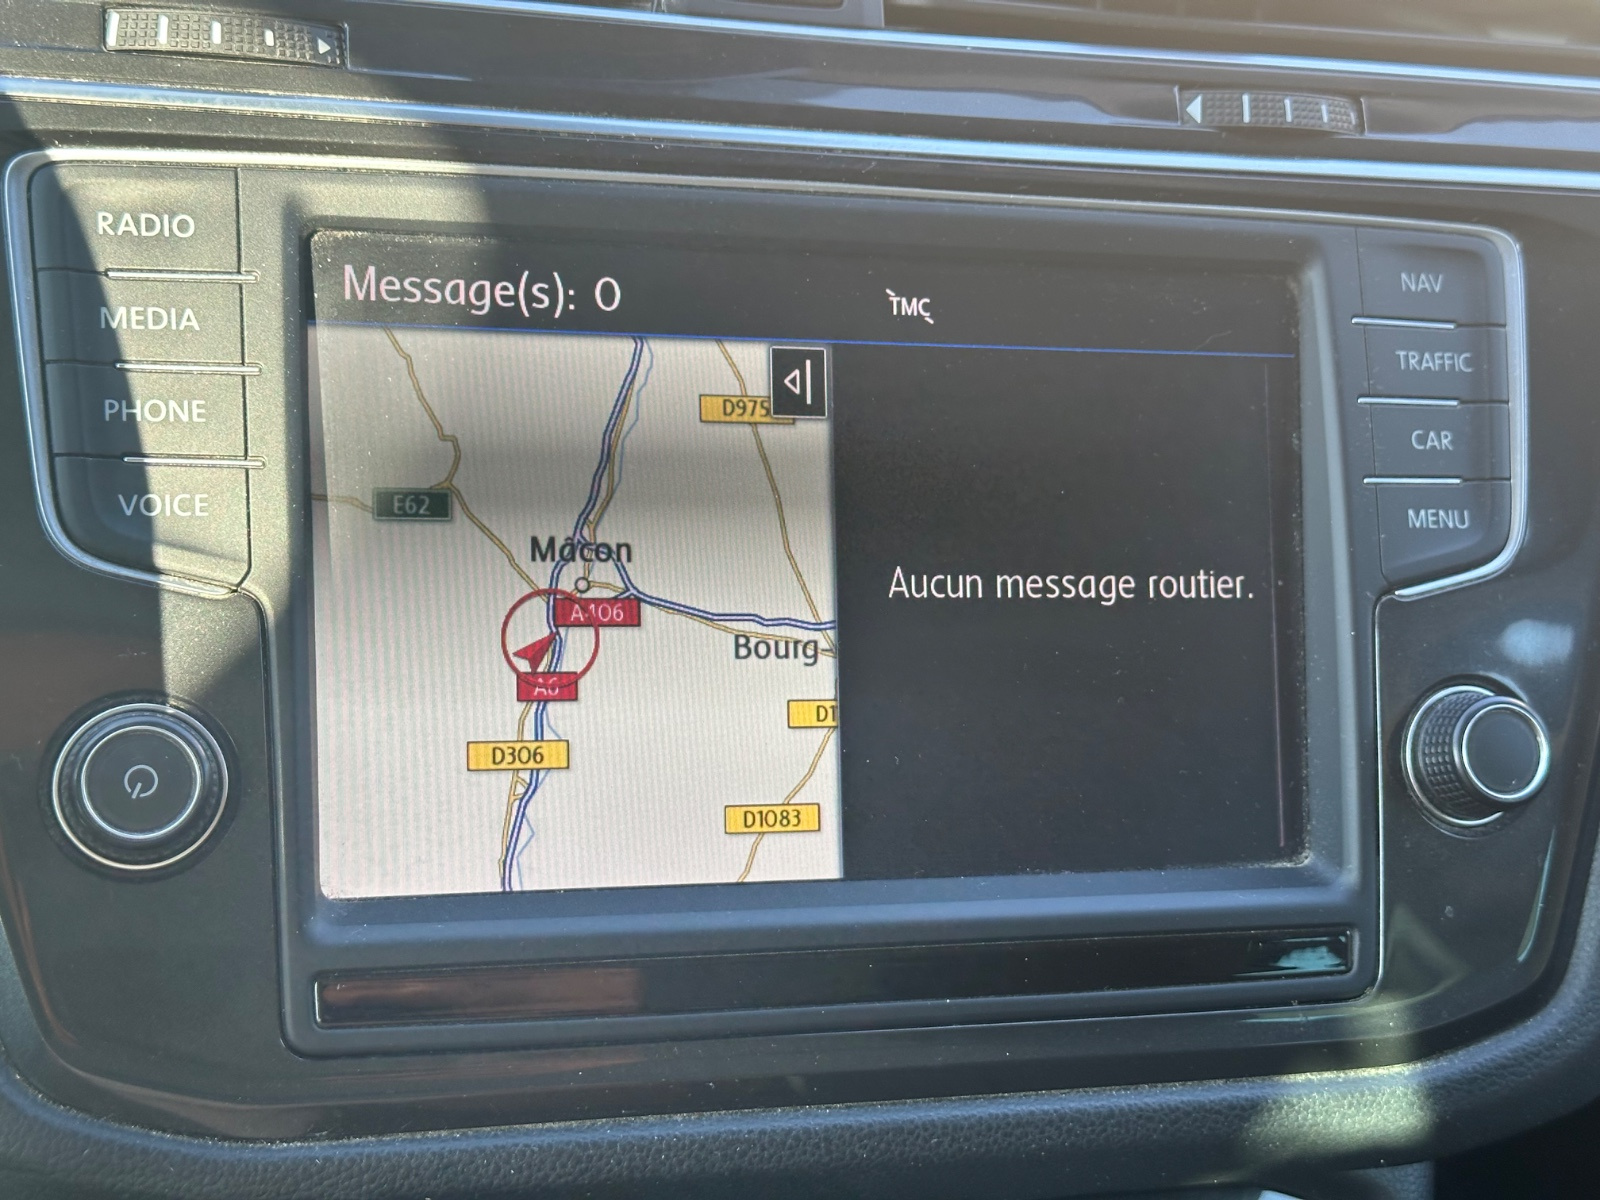 RADIO
MEDIA
PHONE
VOICE
Message(s): 0
TMC
D975
E62
Mâcon
A406
Bourg-
A6
D1
D306
D1083
Aucun message routier.
NAV
TRAFFIC
CAR
MENU